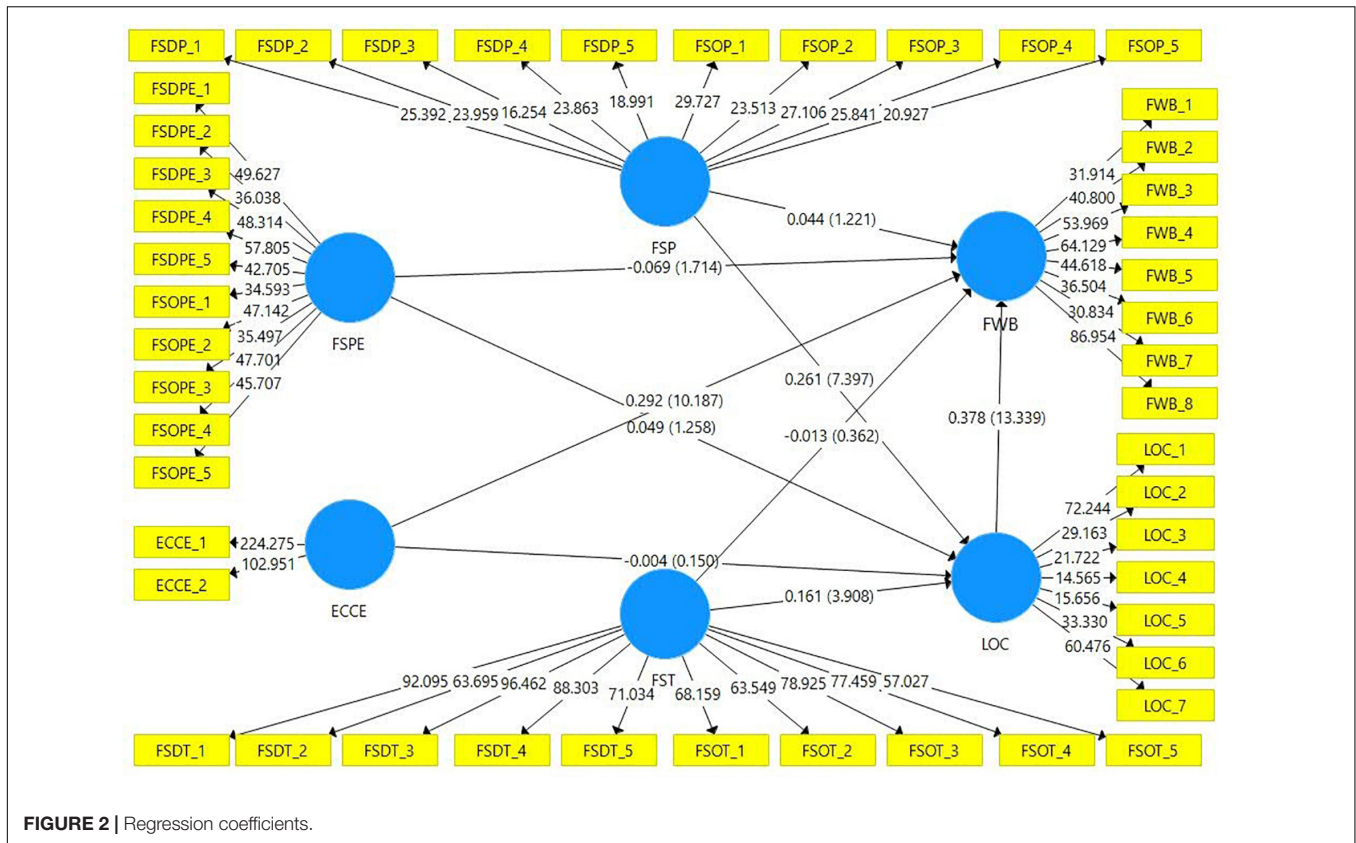 FSDP_1 FSDP_2 FSDP_3 FSDP_4 FSDP_5 FSOP_1 FSOP_2 FSOP_3 FSOP_4 FSOP_5
25.392 23.959 16.254 23.863 18.991 29.727 23.513 27.106 25.841 20.927
FSDPE_1
FSDPE_2
FSDPE_3
FSDPE_4
FSDPE_5
FSOPE_1
FSOPE_2
FSOPE_3
FSOPE_4
FSOPE_5
49.627
36.038
48.314
57.805
42.705
34.593
47.142
35.497
47.701
45.707
FSPE
FSP
0.044 (1.221)
-0.069 (1.714)
FWB
31.914
40.800
53.969
64.129
44.618
36.504
30.834
86.954
FWB_1
FWB_2
FWB_3
FWB_4
FWB_5
FWB_6
FWB_7
FWB_8
0.261 (7.397)
0.292 (10.187)
0.049 (1.258)
-0.013 (0.362)
0.378 (13.339)
ECCE_1
ECCE_2
224.275
102.951
ECCE
-0.004 (0.150)
0.161 (3.908)
FST
LOC
72.244
29.163
21.722
14.565
15.656
33.330
60.476
LOC_1
LOC_2
LOC_3
LOC_4
LOC_5
LOC_6
LOC_7
92.095 63.695 96.462 88.303 71.034 68.159 63.549 78.925 77.459 57.027
FSDT_1 FSDT_2 FSDT_3 FSDT_4 FSDT_5 FSOT_1 FSOT_2 FSOT_3 FSOT_4 FSOT_5
FIGURE 2 | Regression coefficients.